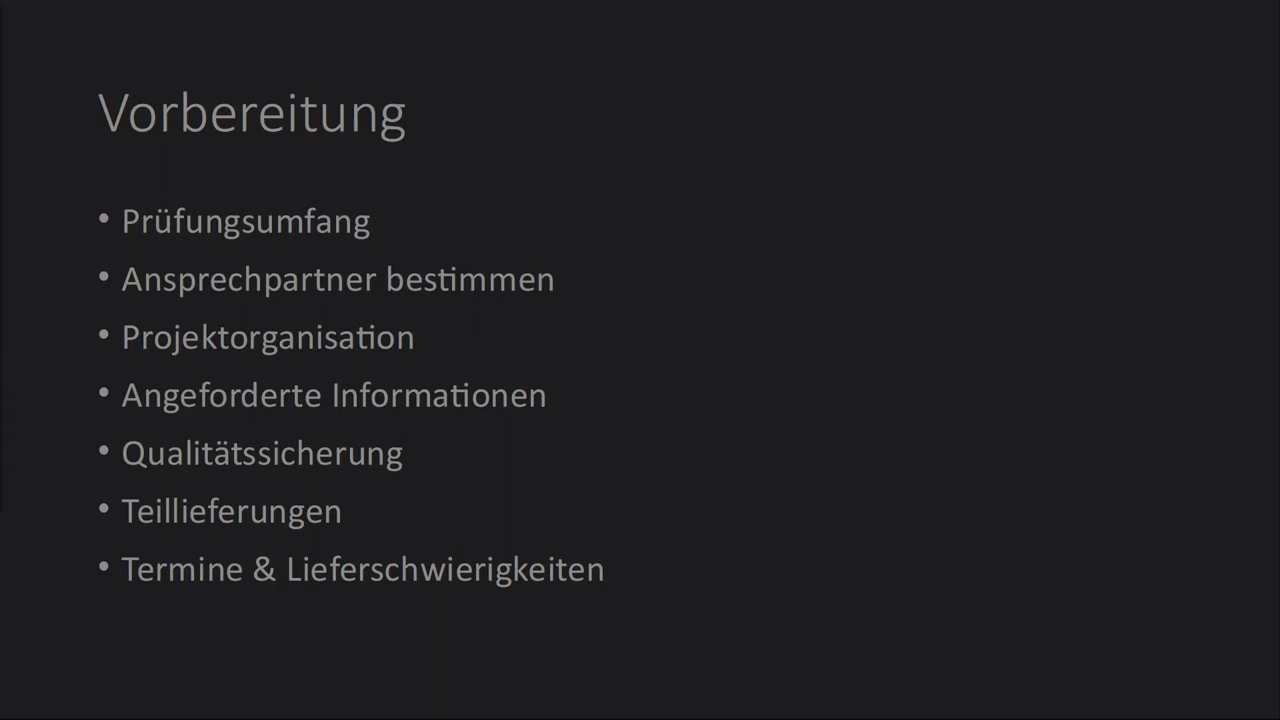 Vorbereitung
• Prüfungsumfang
• Ansprechpartner bestimmen
• Projektorganisation
• Angeforderte Informationen
• Qualitätssicherung
• Teillieferungen
• Termine & Lieferschwierigkeiten